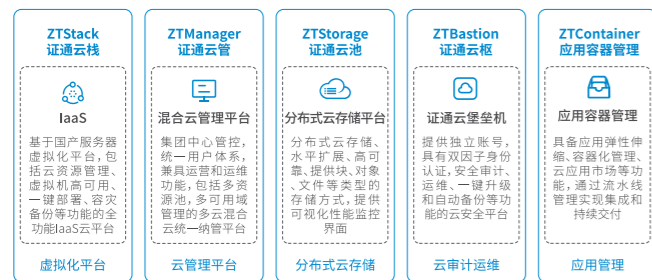 ZTStack
证通云栈
IaaS
基于国产服务器
虚拟化平台，包
括云资源管理、
虚拟机高可用、
一键部署、容灾
备份等功能的全
功能IaaS云平台
虚拟化平台
ZTManager
证通云管
混合云管理平台
集团中心管控，
统一用户体系，
兼具运营和运维
功能，包括多资
源池，多可用域
管理的多云混合
云统一纳管平台
云管理平台
ZTStorage
证通云池
分布式云存储平台
分布式云存储、
水平扩展、高可
靠、提供块、对象
、文件等类型的
存储方式，提供
可视化性能监控
界面
分布式云存储
ZTBastion
证通云枢
证通云堡垒机
提供独立账号，
具有双因子身份
认证，安全审计、
运维、一键升级
和自动备份等功
能的云安全平台
云审计运维
ZTContainer
应用容器管理
应用容器管理
具备应用弹性伸
缩、容器化管理、
云应用市场等功
能，通过流水线
管理实现集成和
持续交付
应用管理